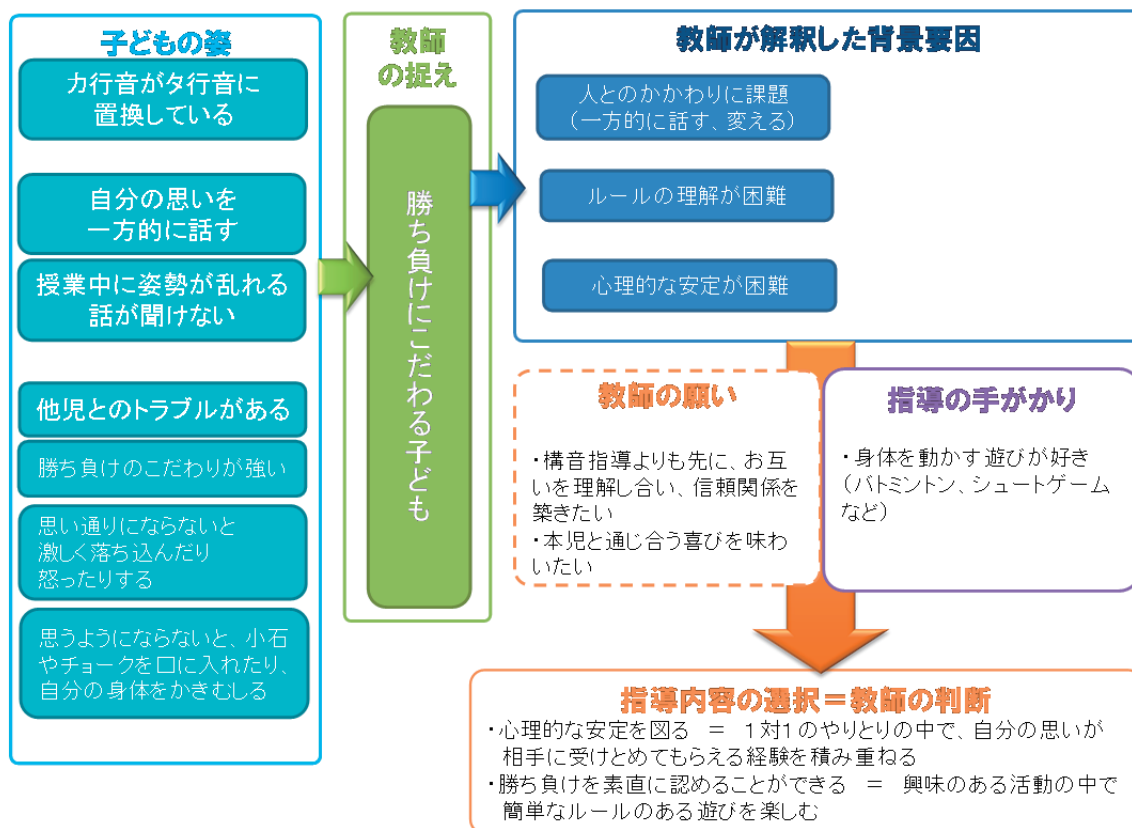 子どもの姿
カ行音がタ行音に
置換している
自分の思いを
一方的に話す
授業中に姿勢が乱れる
話が聞けない
他児とのトラブルがある
勝ち負けのこだわりが強い
思い通りにならないと
激しく落ち込んだり
怒ったりする
思うようにならないと、小石
やチョークを口に入れたり、
自分の身体をかきむしる
教師
の捉え
勝ち負けにこだわる子ども
教師が解釈した背景要因
人とのかかわりに課題
(一方的に話す、変える)
ルールの理解が困難
心理的な安定が困難
教師の願い
・構音指導よりも先に、お互
いを理解し合い、信頼関係を
築きたい
・本児と通じ合う喜びを味わ
いたい
指導の手がかり
・身体を動かす遊びが好き
(バトミントン、シュートゲーム
など)
指導内容の選択＝教師の判断
・心理的な安定を図る ＝ 1対1のやりとりの中で、自分の思いが
相手に受けとめてもらえる経験を積み重ねる
・勝ち負けを素直に認めることができる ＝ 興味のある活動の中で
簡単なルールのある遊びを楽しむ